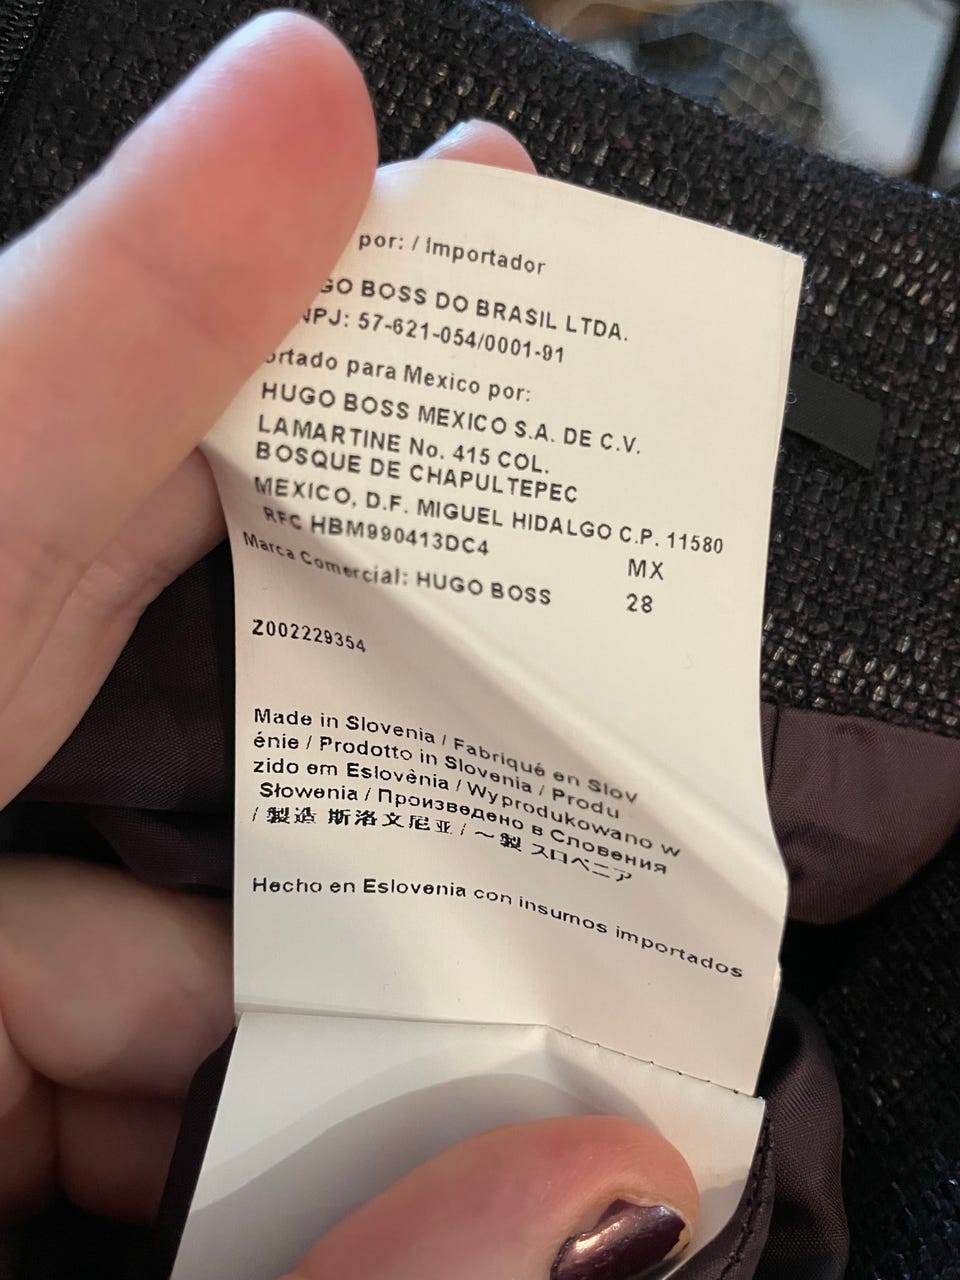 por: / Importador
GO BOSS DO BRASIL LTDA.
NPJ: 57-621-054/0001-91
ortado para Mexico por:
HUGO BOSS MEXICO S.A. DE C.V.
LAMARTINE No. 415 COL.
BOSQUE DE CHAPULTEPEC
MEXICO, D.F. MIGUEL HIDALGO C.P. 11580
RFC HBM990413DC4 MX
Marca Comercial: HUGO BOSS 28
Z002229354
Made in Slovenia / Fabriqué en Slov
énie / Prodotto in Slovenia / Produ
zido em Eslovènia / Wyprodukowano w
Słowenia / Произведено в Словения
/ 製造 斯洛文尼亚 / ～製 スロベニア
Hecho en Eslovenia con insumos importados